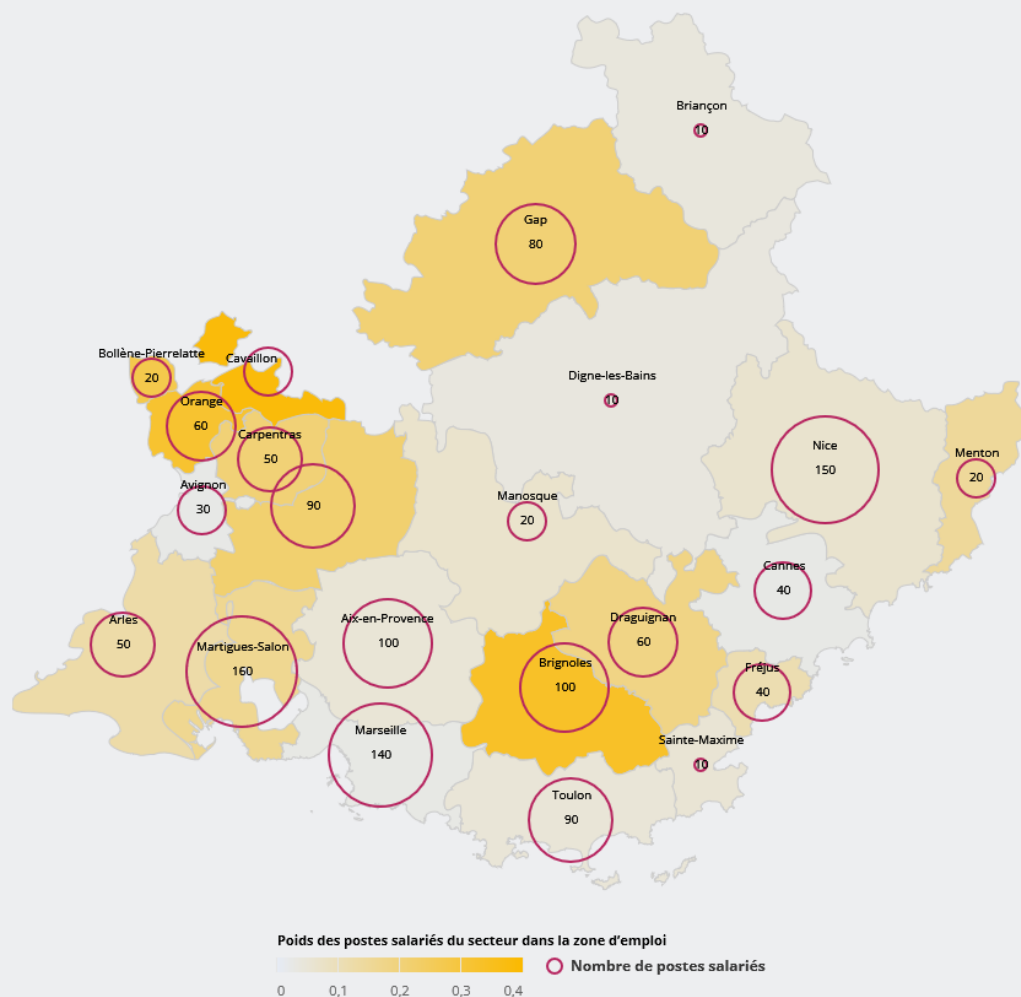 Briançon
10
Gap
80
Bollène-Pierrelatte
20
Cavaillon
Digne-les-Bains
10
Orange
60
Carpentras
50
Nice
150
Menton
20
Avignon
30
90
Manosque
20
Cannes
40
Arles
50
Martigues-Salon
160
Aix-en-Provence
100
Draguignan
60
Brignoles
100
Fréjus
40
Marseille
140
Sainte-Maxime
10
Toulon
90
Poids des postes salariés du secteur dans la zone d’emploi
Nombre de postes salariés
0 0,1 0,2 0,3 0,4